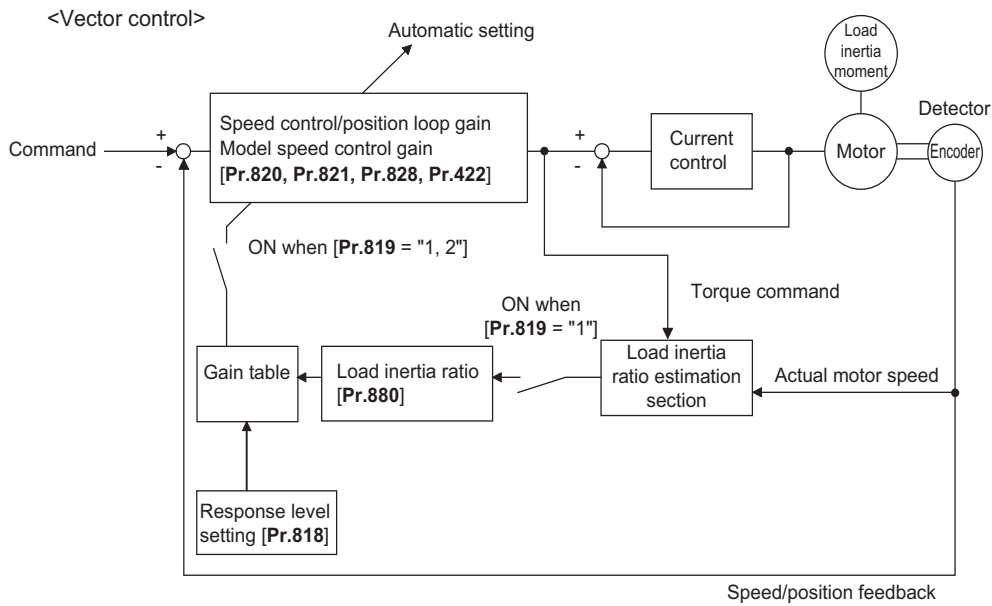 <Vector control>
Automatic setting
Load
inertia
moment
Detector
Command
+
-
Speed control/position loop gain
Model speed control gain
[Pr.820, Pr.821, Pr.828, Pr.422]
+
-
Current
control
Motor
Encoder
ON when [Pr.819 = "1, 2"]
Torque command
ON when
[Pr.819 = "1"]
Gain table
Load inertia ratio
[Pr.880]
Load inertia
ratio estimation
section
Actual motor speed
Response level
setting [Pr.818]
Speed/position feedback